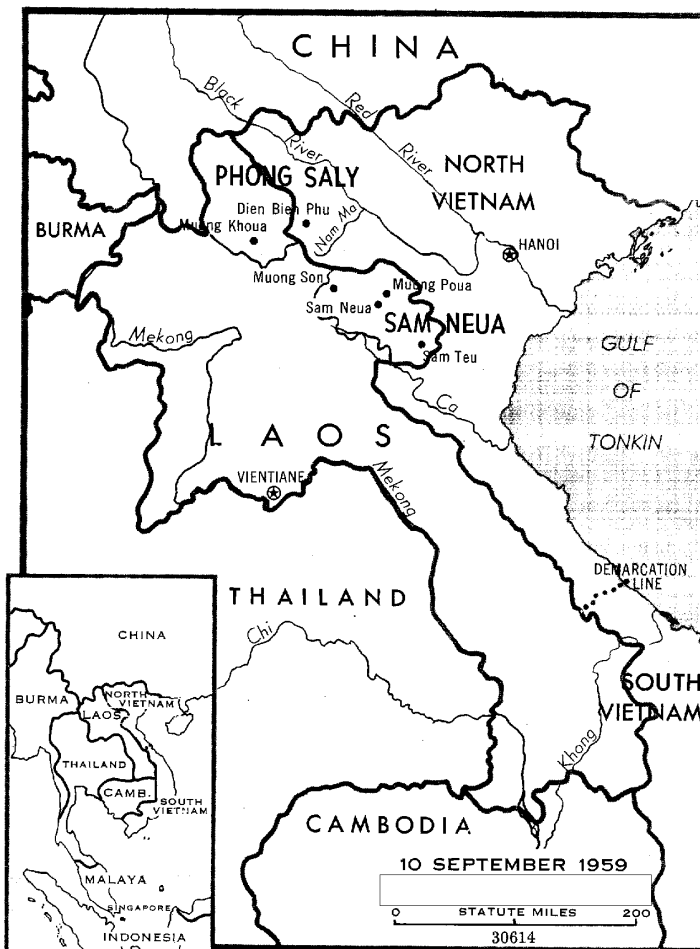 CHINA
Black
River
Red
River
NORTH
VIETNAM
PHONG SALY
Dien Bien Phu
Muong Khoua
Nam Ma
BURMA
HANOI
Muong Son
Muong Poua
Sam Neua
SAM NEUA
Sam Teu
Mekong
GULF
OF
TONKIN
Ca
LAOS
VIENTIANE
Mekong
DEMARCATION
LINE
THAILAND
Chi
SOUTH
VIETNAM
Khong
CAMBODIA
10 SEPTEMBER 1959
0 STATUTE MILES 200
30614
CHINA
BURMA
NORTH
VIETNAM
LAOS
THAILAND
CAMB.
SOUTH
VIETNAM
MALAYA
SINGAPORE
INDONESIA